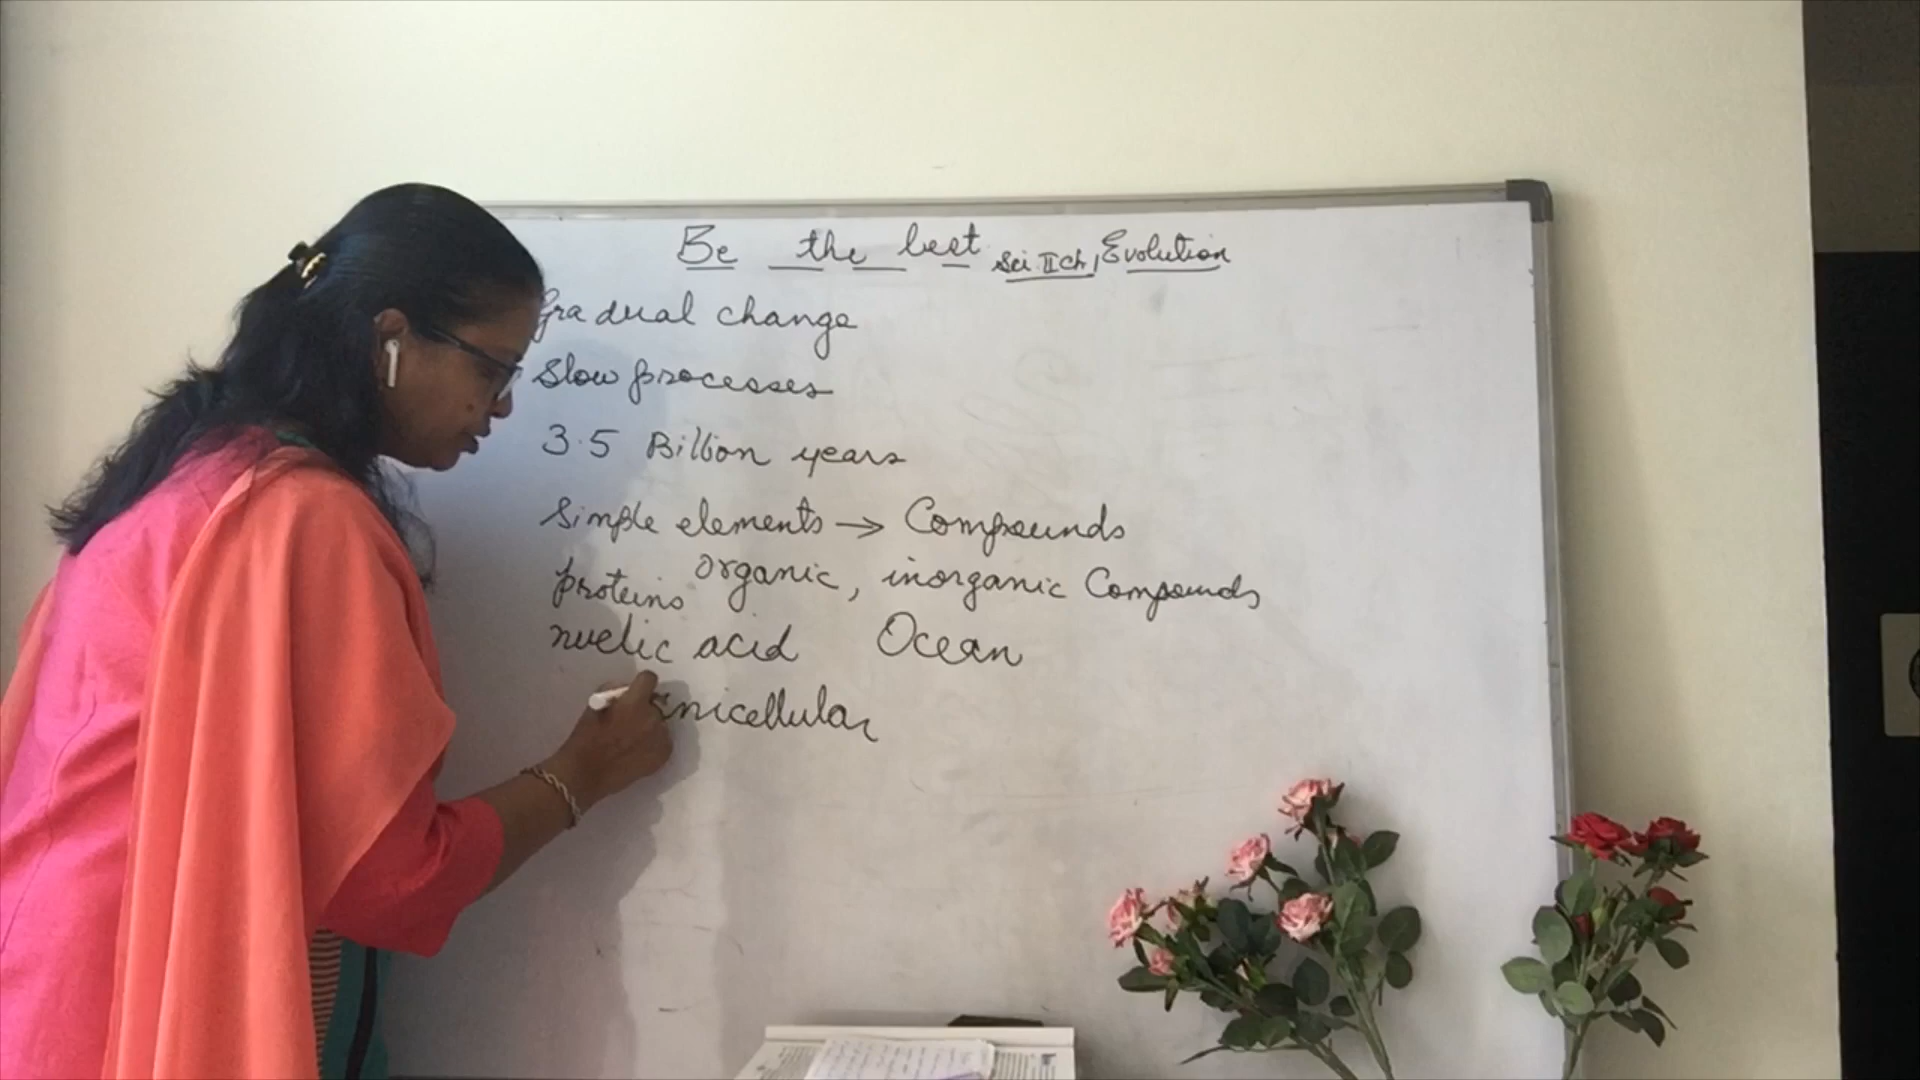 Be the best Sci II ch 1 Evolution
Gradual change
Slow processes
3.5 Billion years
Simple elements → Compounds
organic, inorganic Compounds
proteins
nuelic acid Ocean
unicellular